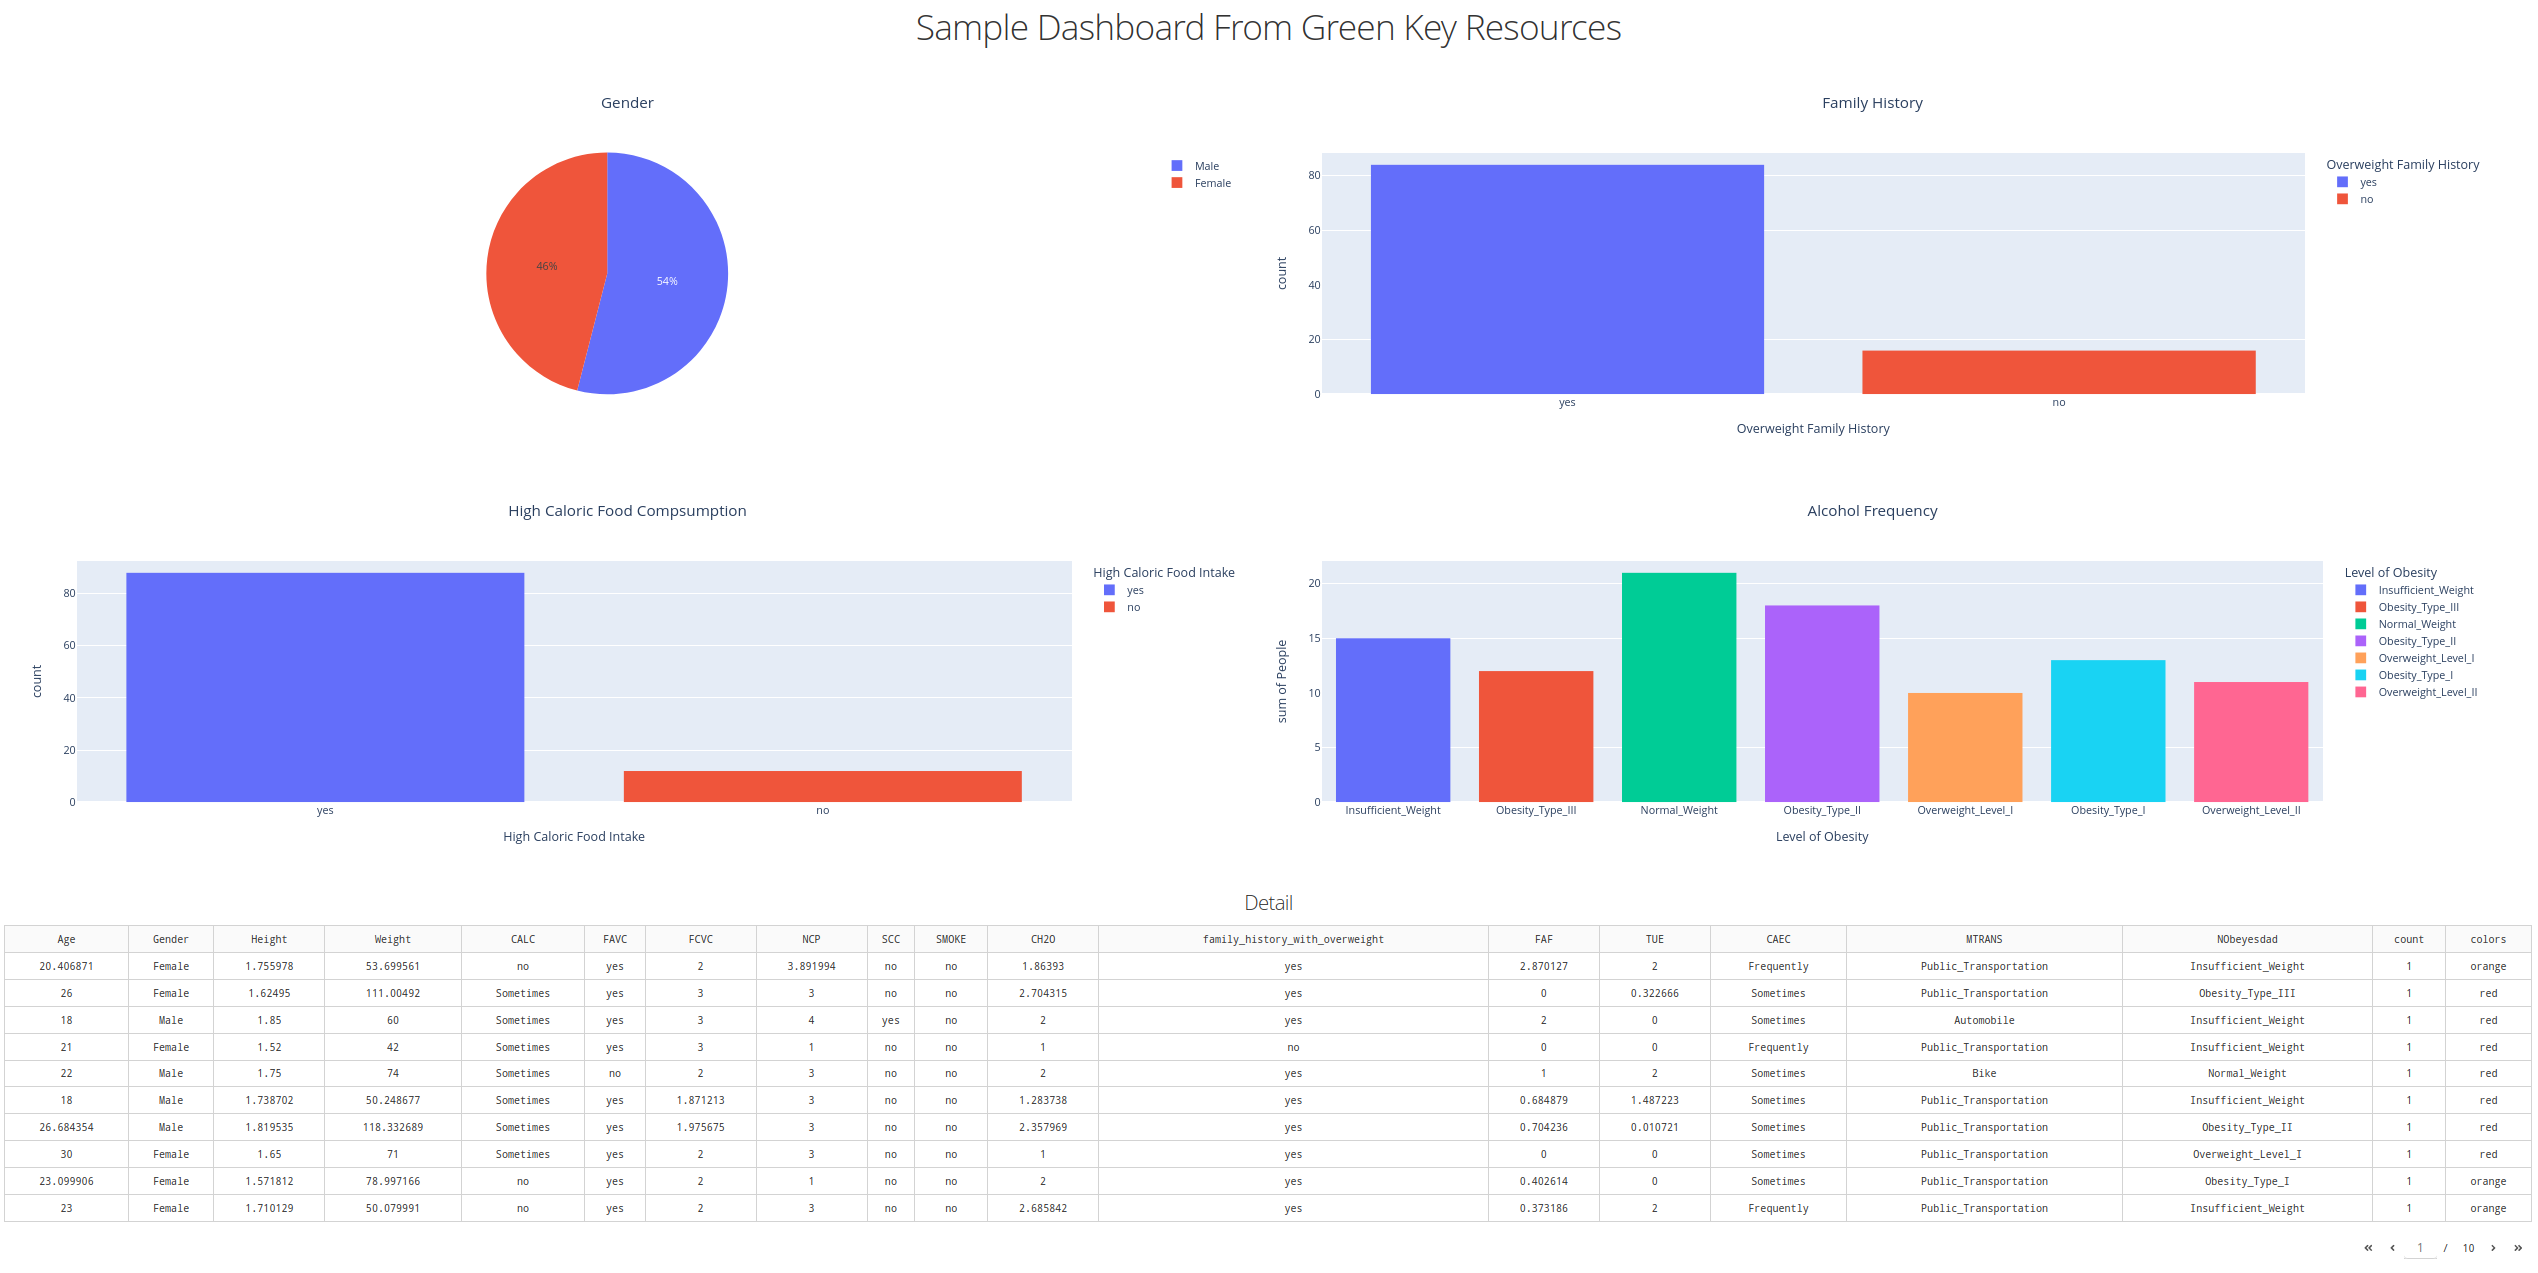 Sample Dashboard From Green Key Resources
Gender
46%
54%
Male
Female
Family History
count
80
60
40
20
0
yes
no
Overweight Family History
Overweight Family History
yes
no
High Caloric Food Compsumption
count
80
60
40
20
0
yes
no
High Caloric Food Intake
High Caloric Food Intake
yes
no
Alcohol Frequency
sum of People
20
15
10
5
0
Insufficient_Weight
Obesity_Type_III
Normal_Weight
Obesity_Type_II
Overweight_Level_I
Obesity_Type_I
Overweight_Level_II
Level of Obesity
Level of Obesity
Insufficient_Weight
Obesity_Type_III
Normal_Weight
Obesity_Type_II
Overweight_Level_I
Obesity_Type_I
Overweight_Level_II
Detail
Age Gender Height Weight CALC FAVC FCVC NCP SCC SMOKE CH2O family_history_with_overweight FAF TUE CAEC MTRANS NObeyesdad count colors
20.406871 Female 1.755978 53.699561 no yes 2 3.891994 no no 1.86393 yes 2.870127 2 Frequently Public_Transportation Insufficient_Weight 1 orange
26 Female 1.62495 111.00492 Sometimes yes 3 3 no no 2.704315 yes 0 0.322666 Sometimes Public_Transportation Obesity_Type_III 1 red
18 Male 1.85 60 Sometimes yes 3 4 yes no 2 yes 2 0 Sometimes Automobile Insufficient_Weight 1 red
21 Female 1.52 42 Sometimes yes 3 1 no no 1 no 0 0 Frequently Public_Transportation Insufficient_Weight 1 red
22 Male 1.75 74 Sometimes no 2 3 no no 2 yes 1 2 Sometimes Bike Normal_Weight 1 red
18 Male 1.738702 50.248677 Sometimes yes 1.871213 3 no no 1.283738 yes 0.684879 1.487223 Sometimes Public_Transportation Insufficient_Weight 1 red
26.684354 Male 1.819535 118.332689 Sometimes yes 1.975675 3 no no 2.357969 yes 0.704236 0.010721 Sometimes Public_Transportation Obesity_Type_II 1 red
30 Female 1.65 71 Sometimes yes 2 3 no no 1 yes 0 0 Sometimes Public_Transportation Overweight_Level_I 1 red
23.099906 Female 1.571812 78.997166 no yes 2 1 no no 2 yes 0.402614 0 Sometimes Public_Transportation Obesity_Type_I 1 orange
23 Female 1.710129 50.079991 no yes 2 3 no no 2.685842 yes 0.373186 2 Frequently Public_Transportation Insufficient_Weight 1 orange
« ‹ 1 / 10 › »